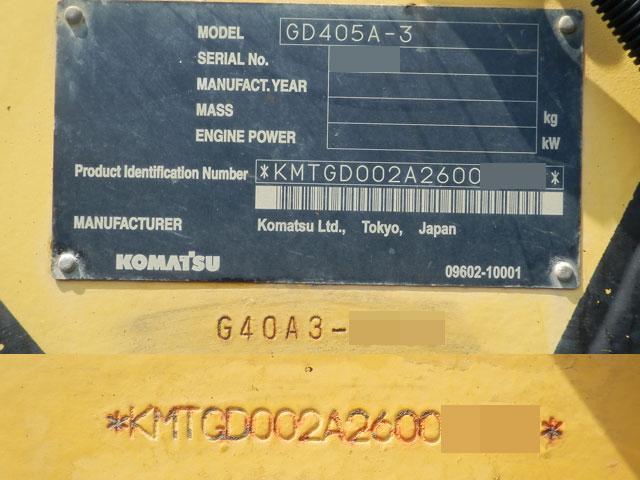 MODEL GD405A-3
SERIAL No.
MANUFACT. YEAR
MASS kg
ENGINE POWER kW
Product Identification Number *KMTGD002A2600 *
MANUFACTURER Komatsu Ltd., Tokyo, Japan
KOMATSU 09602-10001
G40A3-
*KMTGD002A2600 *